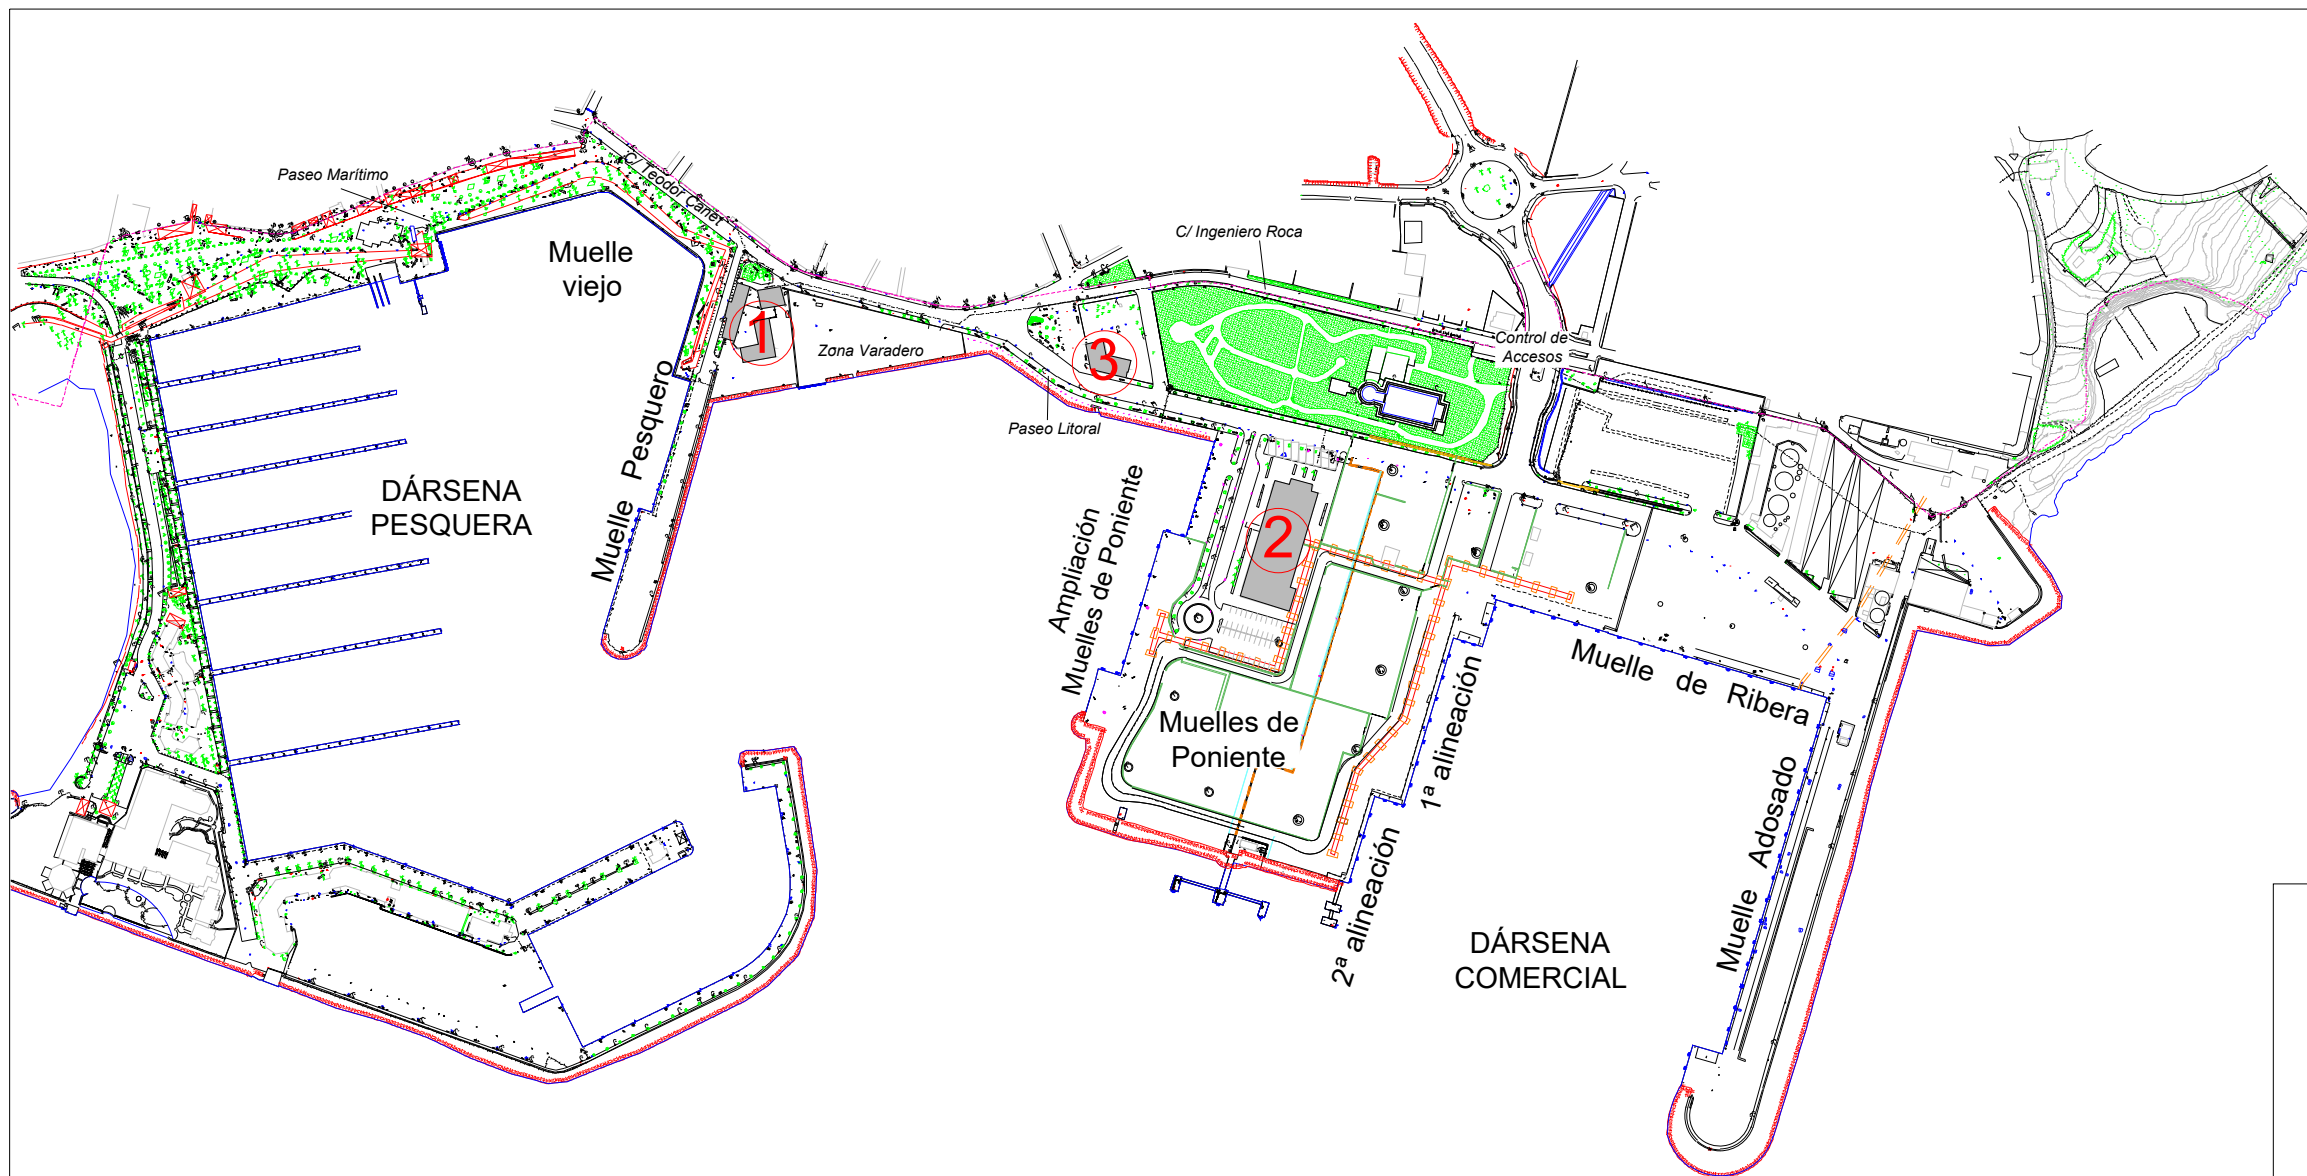 Paseo Marítimo
C/ Teodor Canet
Muelle
viejo
C/ Ingeniero Roca
1
Zona Varadero
3
Control de
Accesos
Paseo Litoral
Muelle Pesquero
DÁRSENA
PESQUERA
Ampliación
Muelles de Poniente
2
Muelle de Ribera
Muelles de
Poniente
1ª alineación
2ª alineación
Muelle Adosado
DÁRSENA
COMERCIAL